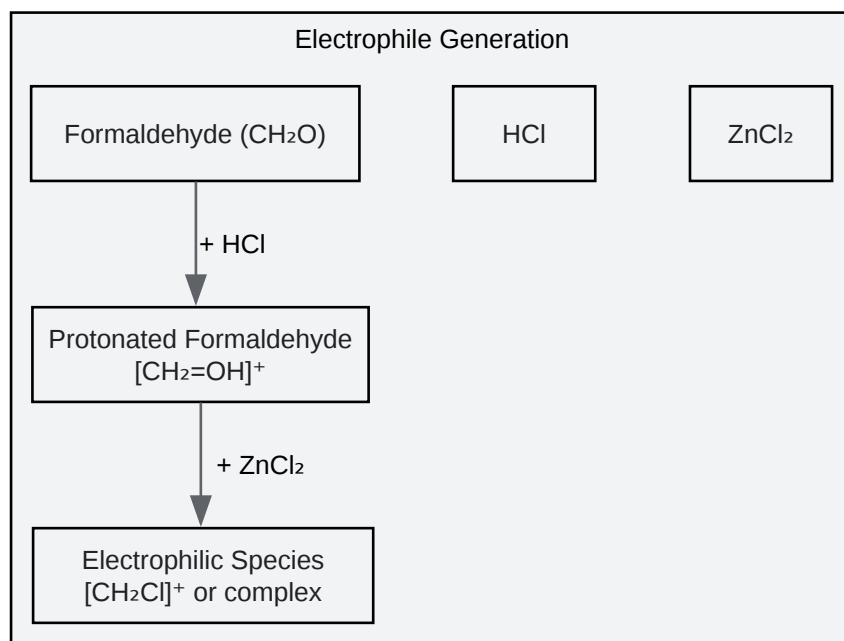 Electrophile Generation
Formaldehyde (CH₂O)
HCl
ZnCl₂
+ HCl
Protonated Formaldehyde
[CH₂=OH]⁺
+ ZnCl₂
Electrophilic Species
[CH₂Cl]⁺ or complex